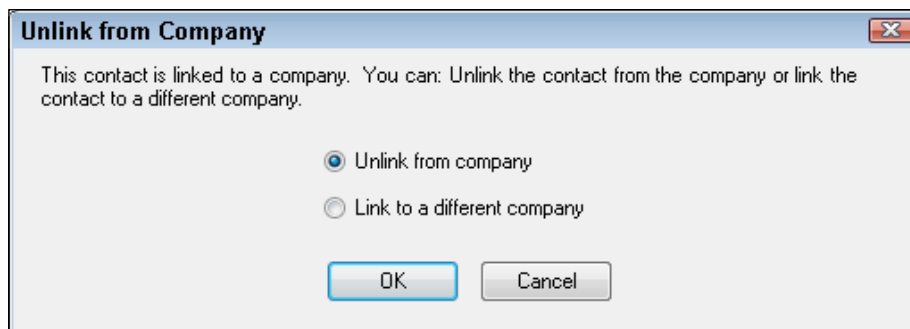 Unlink from Company
This contact is linked to a company.  You can: Unlink the contact from the company or link the
contact to a different company.
Unlink from company
Link to a different company
OK
Cancel